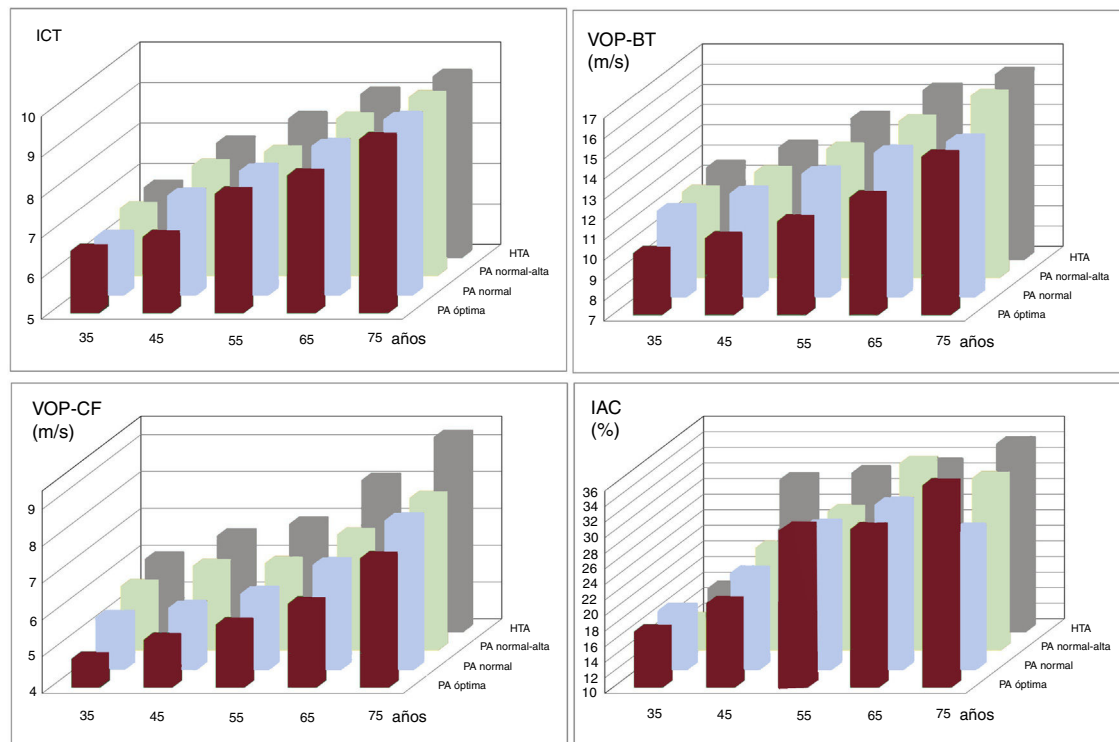 ICT
10
9
8
7
6
5
35 45 55 65 75 años
HTA
PA normal-alta
PA normal
PA óptima
VOP-BT
(m/s)
17
16
15
14
13
12
11
10
9
8
7
35 45 55 65 75 años
HTA
PA normal-alta
PA normal
PA óptima
VOP-CF
(m/s)
9
8
7
6
5
4
35 45 55 65 75 años
HTA
PA normal-alta
PA normal
PA óptima
IAC
(%)
36
34
32
30
28
26
24
22
20
18
16
14
12
10
35 45 55 65 75 años
HTA
PA normal-alta
PA normal
PA óptima